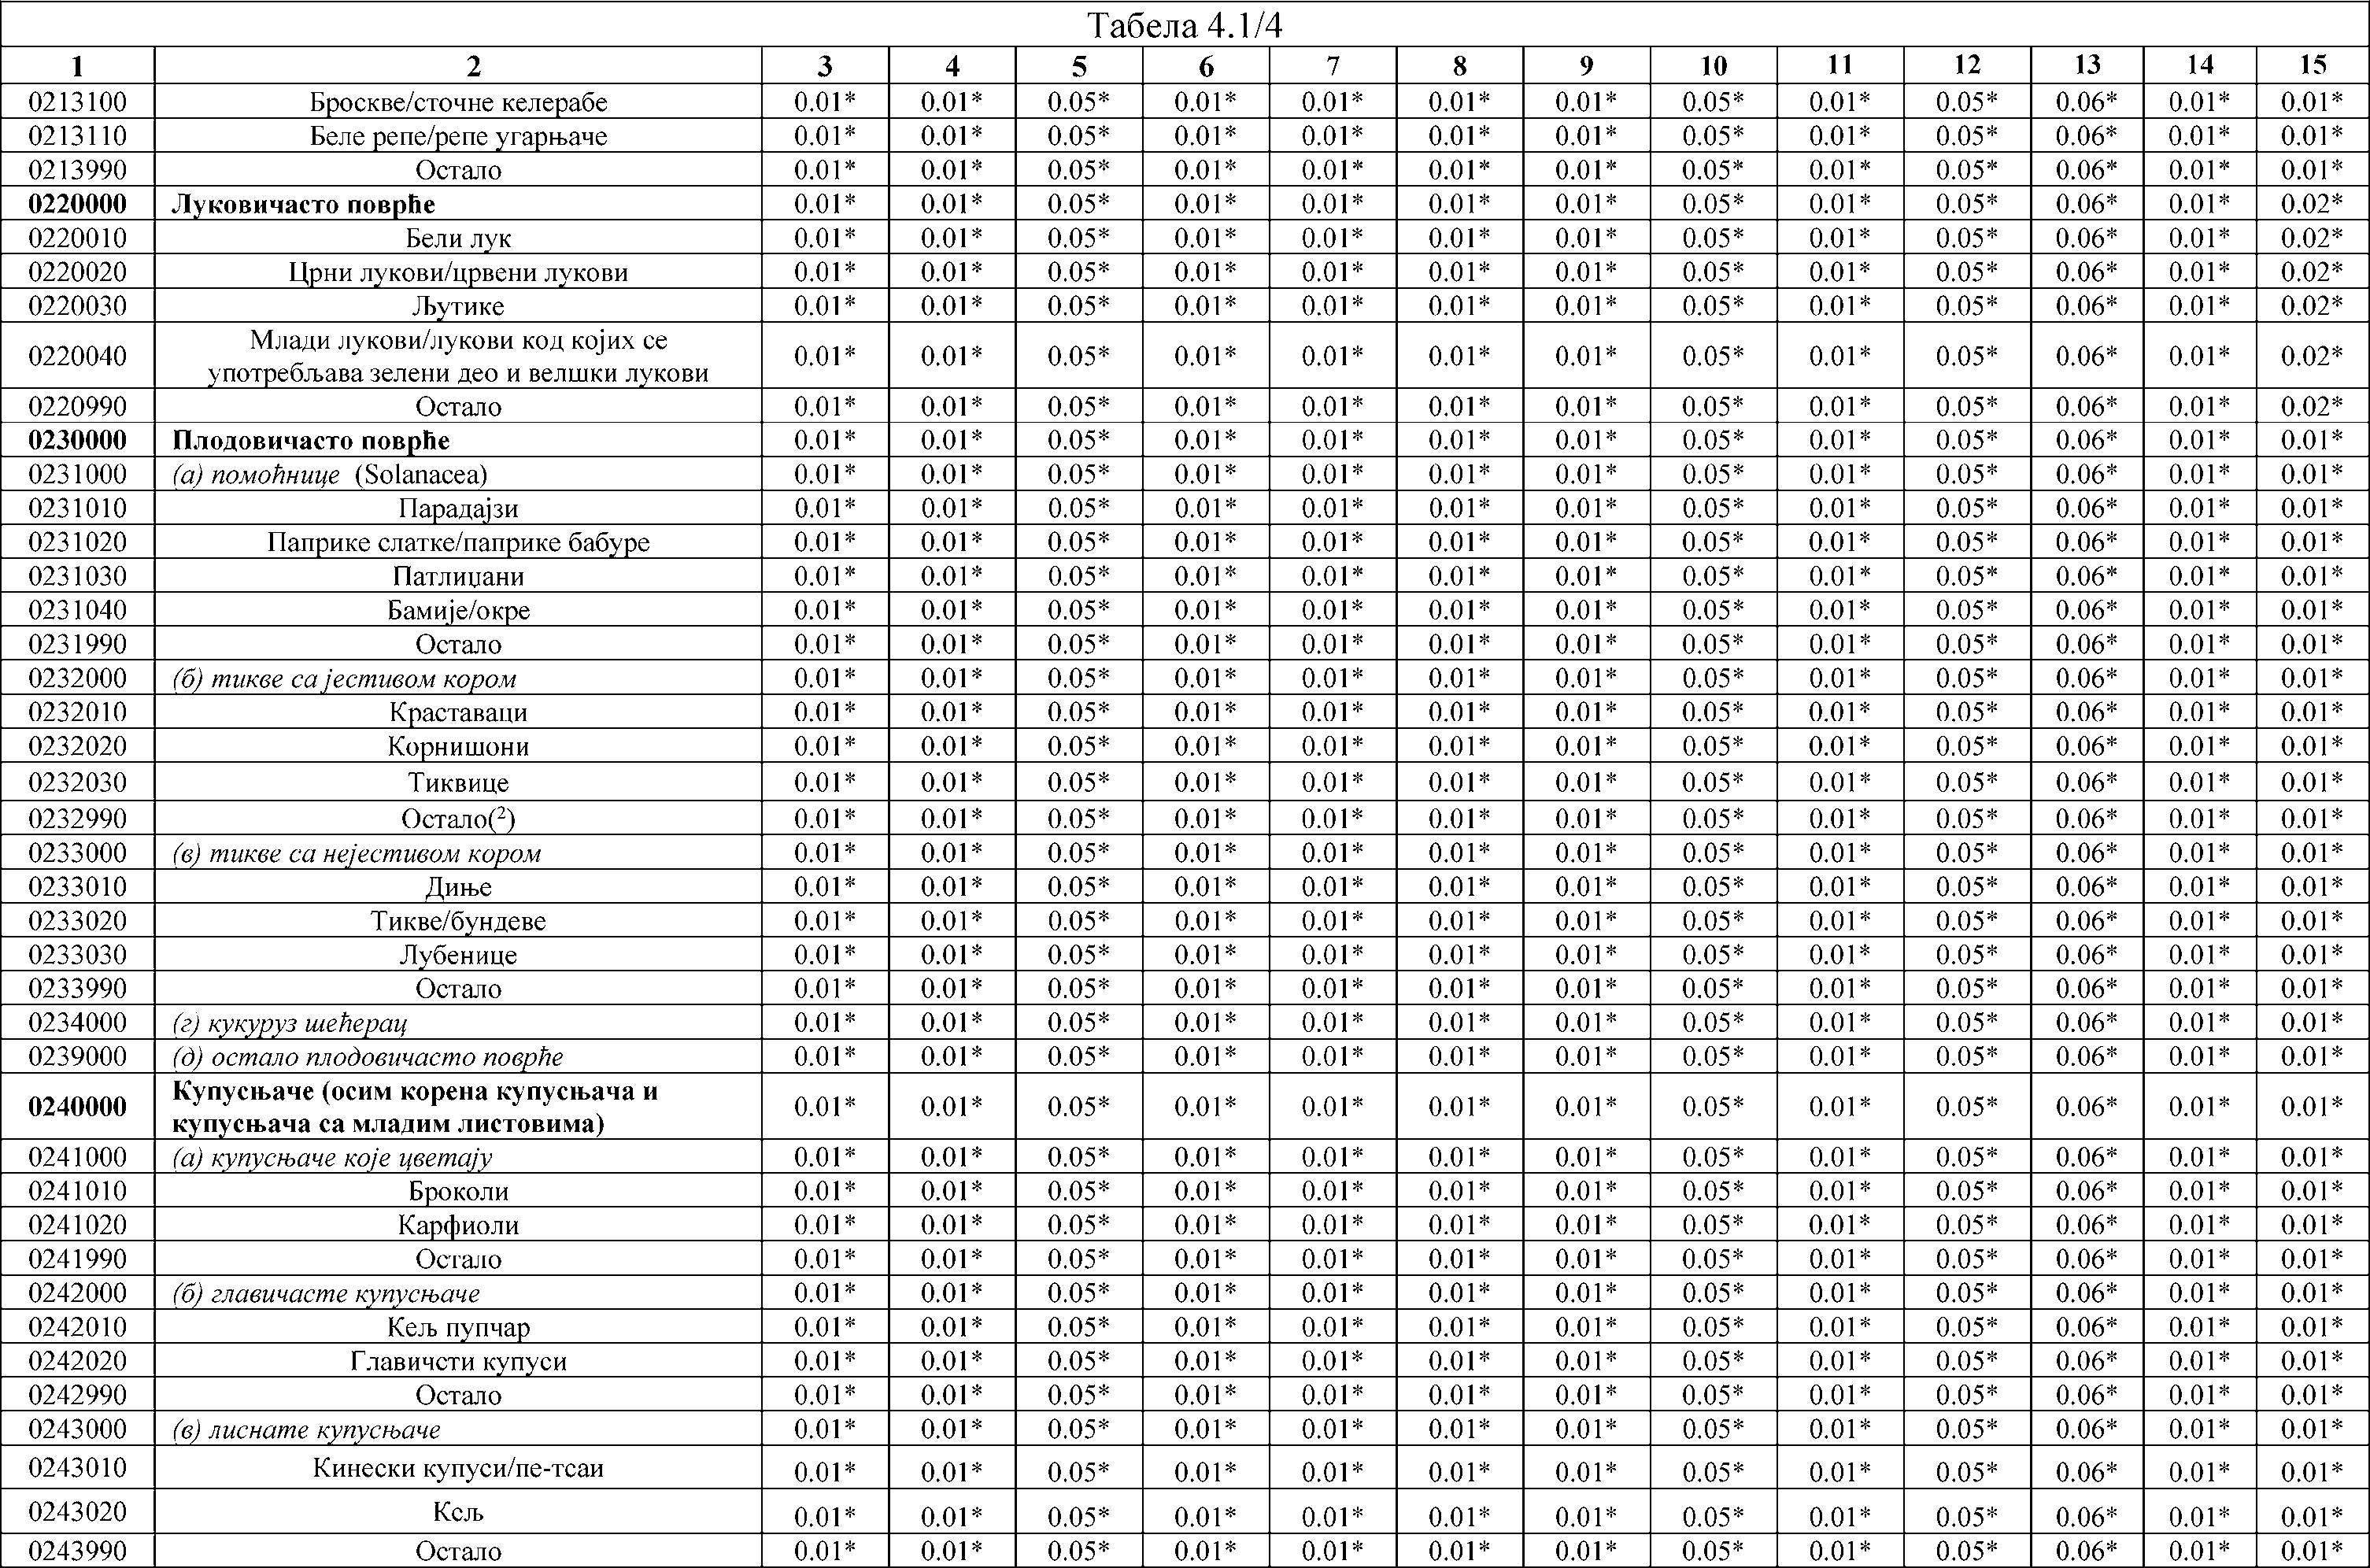 Табела 4.1/4
1 2 3 4 5 6 7 8 9 10 11 12 13 14 15
0213100 Броскве/сточне келерабе 0.01* 0.01* 0.05* 0.01* 0.01* 0.01* 0.01* 0.05* 0.01* 0.05* 0.06* 0.01* 0.01*
0213110 Беле репе/репе угарњаче 0.01* 0.01* 0.05* 0.01* 0.01* 0.01* 0.01* 0.05* 0.01* 0.05* 0.06* 0.01* 0.01*
0213990 Остало 0.01* 0.01* 0.05* 0.01* 0.01* 0.01* 0.01* 0.05* 0.01* 0.05* 0.06* 0.01* 0.01*
0220000 Луковичасто поврће 0.01* 0.01* 0.05* 0.01* 0.01* 0.01* 0.01* 0.05* 0.01* 0.05* 0.06* 0.01* 0.02*
0220010 Бели лук 0.01* 0.01* 0.05* 0.01* 0.01* 0.01* 0.01* 0.05* 0.01* 0.05* 0.06* 0.01* 0.02*
0220020 Црни лукови/црвени лукови 0.01* 0.01* 0.05* 0.01* 0.01* 0.01* 0.01* 0.05* 0.01* 0.05* 0.06* 0.01* 0.02*
0220030 Љутике 0.01* 0.01* 0.05* 0.01* 0.01* 0.01* 0.01* 0.05* 0.01* 0.05* 0.06* 0.01* 0.02*
0220040 Млади лукови/лукови код којих се
употребљава зелени део и велшки лукови 0.01* 0.01* 0.05* 0.01* 0.01* 0.01* 0.01* 0.05* 0.01* 0.05* 0.06* 0.01* 0.02*
0220990 Остало 0.01* 0.01* 0.05* 0.01* 0.01* 0.01* 0.01* 0.05* 0.01* 0.05* 0.06* 0.01* 0.02*
0230000 Плодовичасто поврће 0.01* 0.01* 0.05* 0.01* 0.01* 0.01* 0.01* 0.05* 0.01* 0.05* 0.06* 0.01* 0.01*
0231000 (а) помоћнице (Solanacea) 0.01* 0.01* 0.05* 0.01* 0.01* 0.01* 0.01* 0.05* 0.01* 0.05* 0.06* 0.01* 0.01*
0231010 Парадајзи 0.01* 0.01* 0.05* 0.01* 0.01* 0.01* 0.01* 0.05* 0.01* 0.05* 0.06* 0.01* 0.01*
0231020 Паприке слатке/паприке бабуре 0.01* 0.01* 0.05* 0.01* 0.01* 0.01* 0.01* 0.05* 0.01* 0.05* 0.06* 0.01* 0.01*
0231030 Патлиџани 0.01* 0.01* 0.05* 0.01* 0.01* 0.01* 0.01* 0.05* 0.01* 0.05* 0.06* 0.01* 0.01*
0231040 Бамије/окре 0.01* 0.01* 0.05* 0.01* 0.01* 0.01* 0.01* 0.05* 0.01* 0.05* 0.06* 0.01* 0.01*
0231990 Остало 0.01* 0.01* 0.05* 0.01* 0.01* 0.01* 0.01* 0.05* 0.01* 0.05* 0.06* 0.01* 0.01*
0232000 (б) тикве са јестивом кором 0.01* 0.01* 0.05* 0.01* 0.01* 0.01* 0.01* 0.05* 0.01* 0.05* 0.06* 0.01* 0.01*
0232010 Краставаци 0.01* 0.01* 0.05* 0.01* 0.01* 0.01* 0.01* 0.05* 0.01* 0.05* 0.06* 0.01* 0.01*
0232020 Корнишони 0.01* 0.01* 0.05* 0.01* 0.01* 0.01* 0.01* 0.05* 0.01* 0.05* 0.06* 0.01* 0.01*
0232030 Тиквице 0.01* 0.01* 0.05* 0.01* 0.01* 0.01* 0.01* 0.05* 0.01* 0.05* 0.06* 0.01* 0.01*
0232990 Остало(²) 0.01* 0.01* 0.05* 0.01* 0.01* 0.01* 0.01* 0.05* 0.01* 0.05* 0.06* 0.01* 0.01*
0233000 (в) тикве са нејестивом кором 0.01* 0.01* 0.05* 0.01* 0.01* 0.01* 0.01* 0.05* 0.01* 0.05* 0.06* 0.01* 0.01*
0233010 Диње 0.01* 0.01* 0.05* 0.01* 0.01* 0.01* 0.01* 0.05* 0.01* 0.05* 0.06* 0.01* 0.01*
0233020 Тикве/бундеве 0.01* 0.01* 0.05* 0.01* 0.01* 0.01* 0.01* 0.05* 0.01* 0.05* 0.06* 0.01* 0.01*
0233030 Лубенице 0.01* 0.01* 0.05* 0.01* 0.01* 0.01* 0.01* 0.05* 0.01* 0.05* 0.06* 0.01* 0.01*
0233990 Остало 0.01* 0.01* 0.05* 0.01* 0.01* 0.01* 0.01* 0.05* 0.01* 0.05* 0.06* 0.01* 0.01*
0234000 (г) кукуруз шећерац 0.01* 0.01* 0.05* 0.01* 0.01* 0.01* 0.01* 0.05* 0.01* 0.05* 0.06* 0.01* 0.01*
0239000 (д) остало плодовичасто поврће 0.01* 0.01* 0.05* 0.01* 0.01* 0.01* 0.01* 0.05* 0.01* 0.05* 0.06* 0.01* 0.01*
0240000 Купусњаче (осим корена купусњача и
купусњача са младим листовима) 0.01* 0.01* 0.05* 0.01* 0.01* 0.01* 0.01* 0.05* 0.01* 0.05* 0.06* 0.01* 0.01*
0241000 (а) купусњаче које цветају 0.01* 0.01* 0.05* 0.01* 0.01* 0.01* 0.01* 0.05* 0.01* 0.05* 0.06* 0.01* 0.01*
0241010 Броколи 0.01* 0.01* 0.05* 0.01* 0.01* 0.01* 0.01* 0.05* 0.01* 0.05* 0.06* 0.01* 0.01*
0241020 Карфиоли 0.01* 0.01* 0.05* 0.01* 0.01* 0.01* 0.01* 0.05* 0.01* 0.05* 0.06* 0.01* 0.01*
0241990 Остало 0.01* 0.01* 0.05* 0.01* 0.01* 0.01* 0.01* 0.05* 0.01* 0.05* 0.06* 0.01* 0.01*
0242000 (б) главичасте купусњаче 0.01* 0.01* 0.05* 0.01* 0.01* 0.01* 0.01* 0.05* 0.01* 0.05* 0.06* 0.01* 0.01*
0242010 Кељ пупчар 0.01* 0.01* 0.05* 0.01* 0.01* 0.01* 0.01* 0.05* 0.01* 0.05* 0.06* 0.01* 0.01*
0242020 Главичсти купуси 0.01* 0.01* 0.05* 0.01* 0.01* 0.01* 0.01* 0.05* 0.01* 0.05* 0.06* 0.01* 0.01*
0242990 Остало 0.01* 0.01* 0.05* 0.01* 0.01* 0.01* 0.01* 0.05* 0.01* 0.05* 0.06* 0.01* 0.01*
0243000 (в) лиснате купусњаче 0.01* 0.01* 0.05* 0.01* 0.01* 0.01* 0.01* 0.05* 0.01* 0.05* 0.06* 0.01* 0.01*
0243010 Кинески купуси/пе-тсаи 0.01* 0.01* 0.05* 0.01* 0.01* 0.01* 0.01* 0.05* 0.01* 0.05* 0.06* 0.01* 0.01*
0243020 Кељ 0.01* 0.01* 0.05* 0.01* 0.01* 0.01* 0.01* 0.05* 0.01* 0.05* 0.06* 0.01* 0.01*
0243990 Остало 0.01* 0.01* 0.05* 0.01* 0.01* 0.01* 0.01* 0.05* 0.01* 0.05* 0.06* 0.01* 0.01*